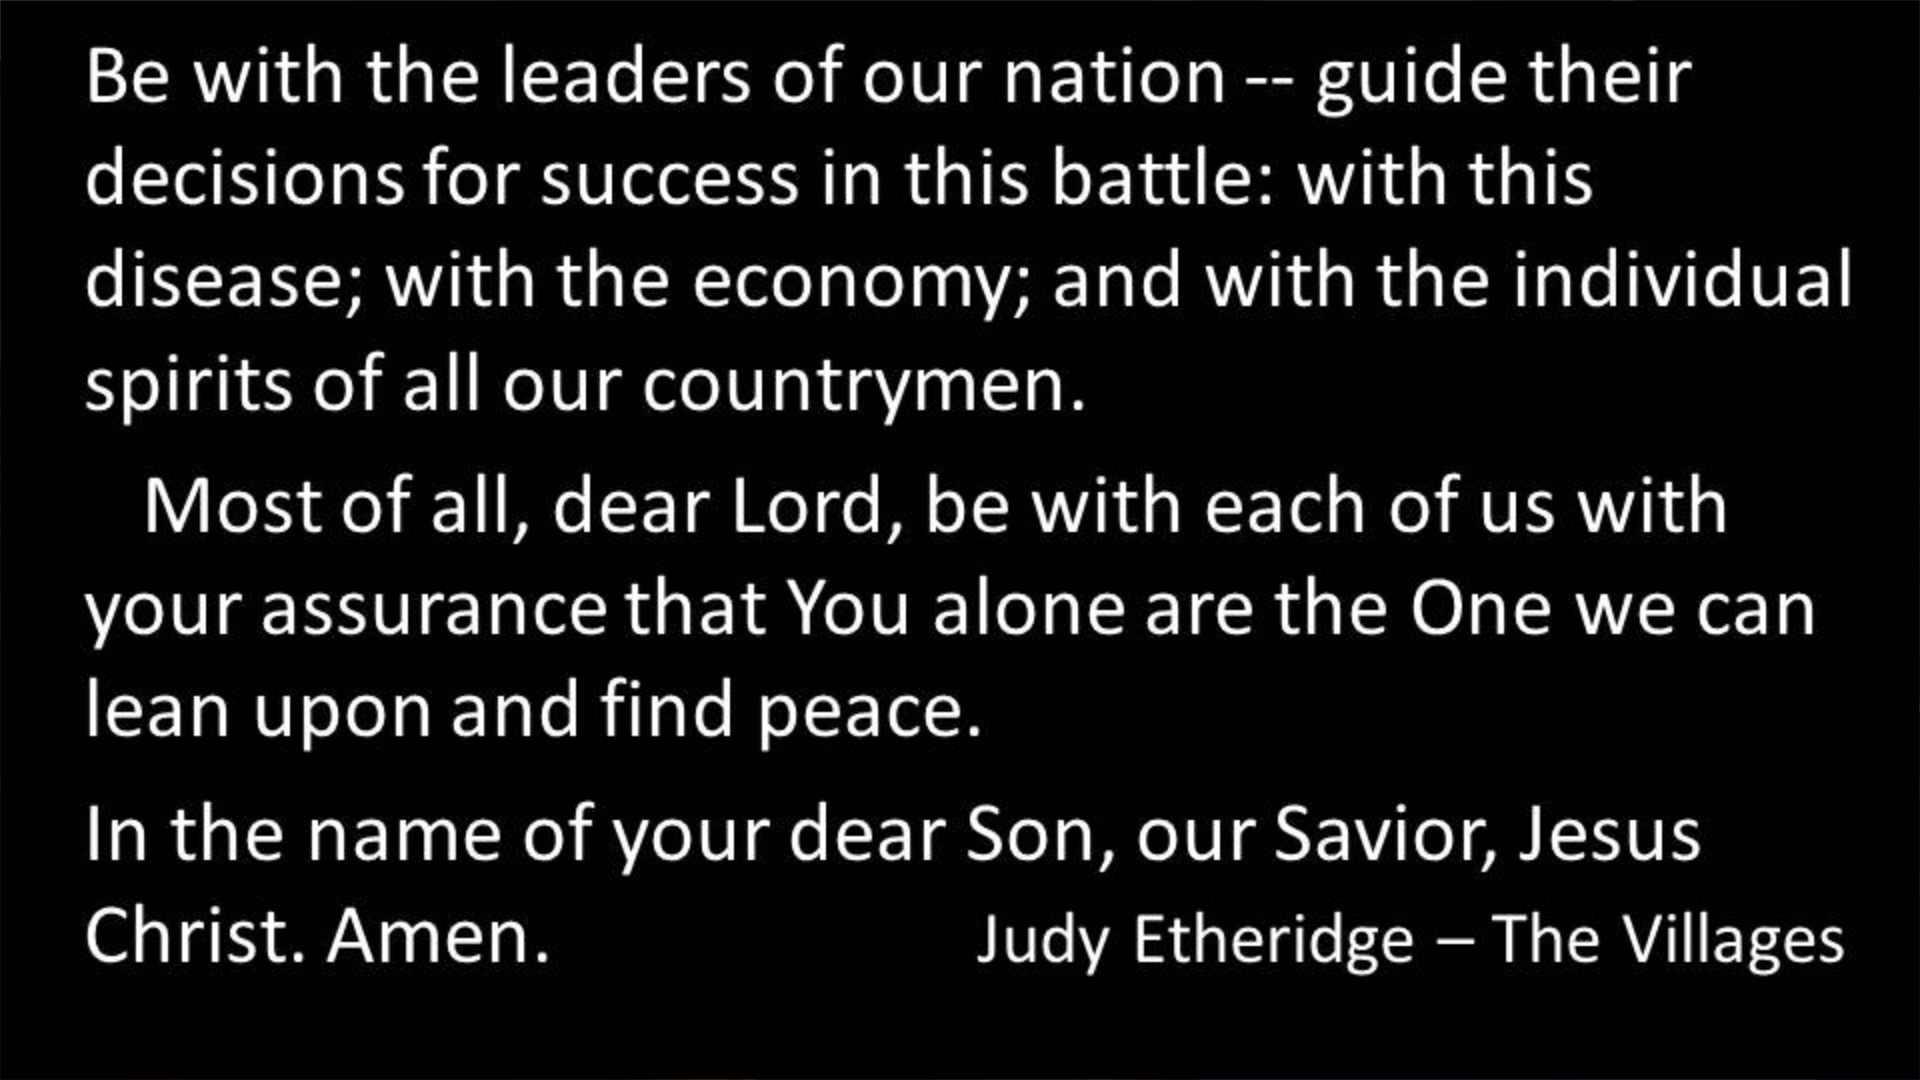 Be with the leaders of our nation -- guide their
decisions for success in this battle: with this
disease; with the economy; and with the individual
spirits of all our countrymen.
Most of all, dear Lord, be with each of us with
your assurance that You alone are the One we can
lean upon and find peace.
In the name of your dear Son, our Savior, Jesus
Christ. Amen. Judy Etheridge – The Villages